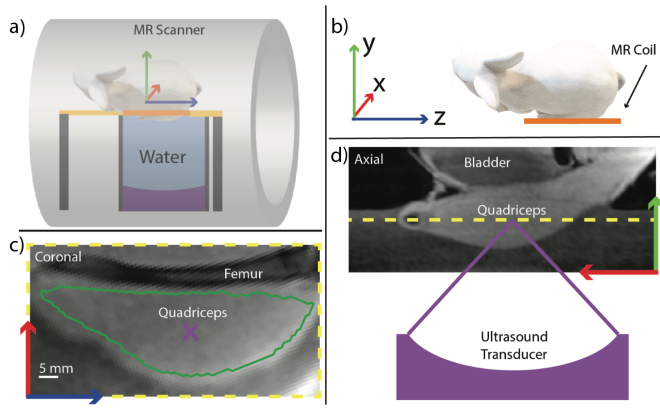 a)
MR Scanner
Water
b)
y
x
z
MR Coil
c)
Coronal
Femur
Quadriceps
5 mm
d)
Axial
Bladder
Quadriceps
Ultrasound
Transducer